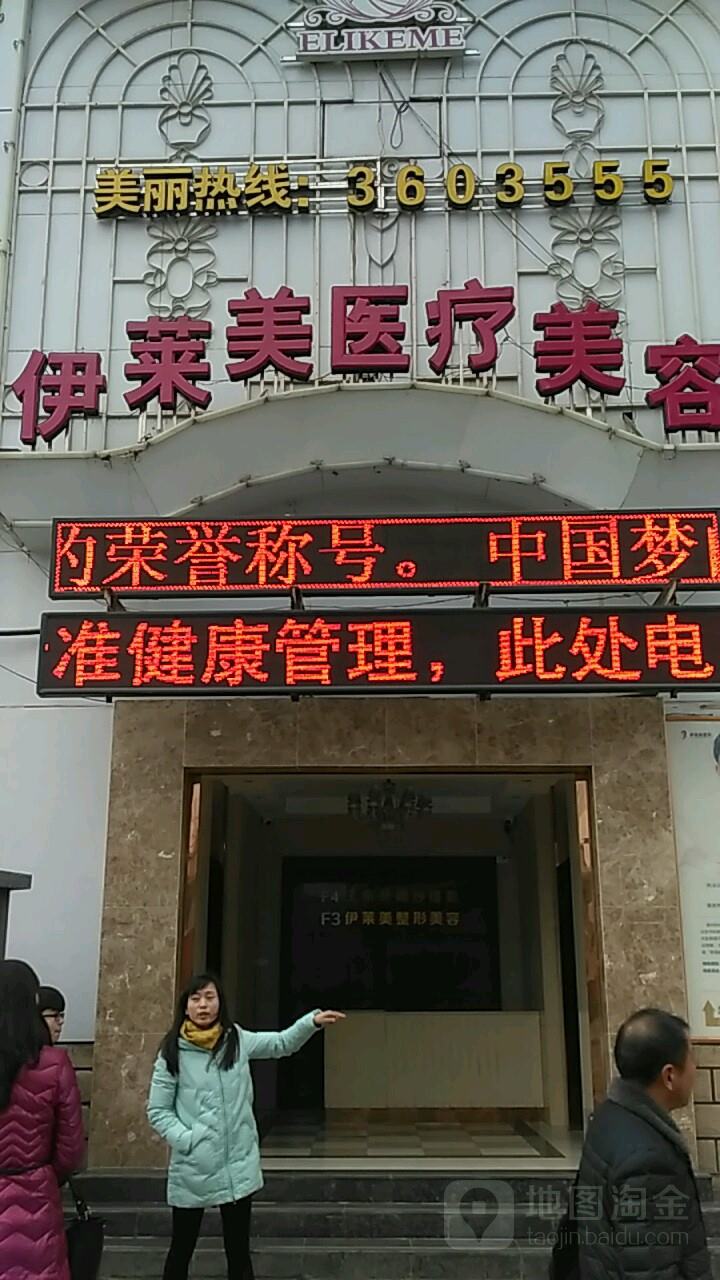 ELIKEME
美丽热线:3603555
伊莱美医疗美容
的荣誉称号。 中国梦
准健康管理，此处电
F3 伊莱美整形美容
地图淘金
taojin.baidu.com